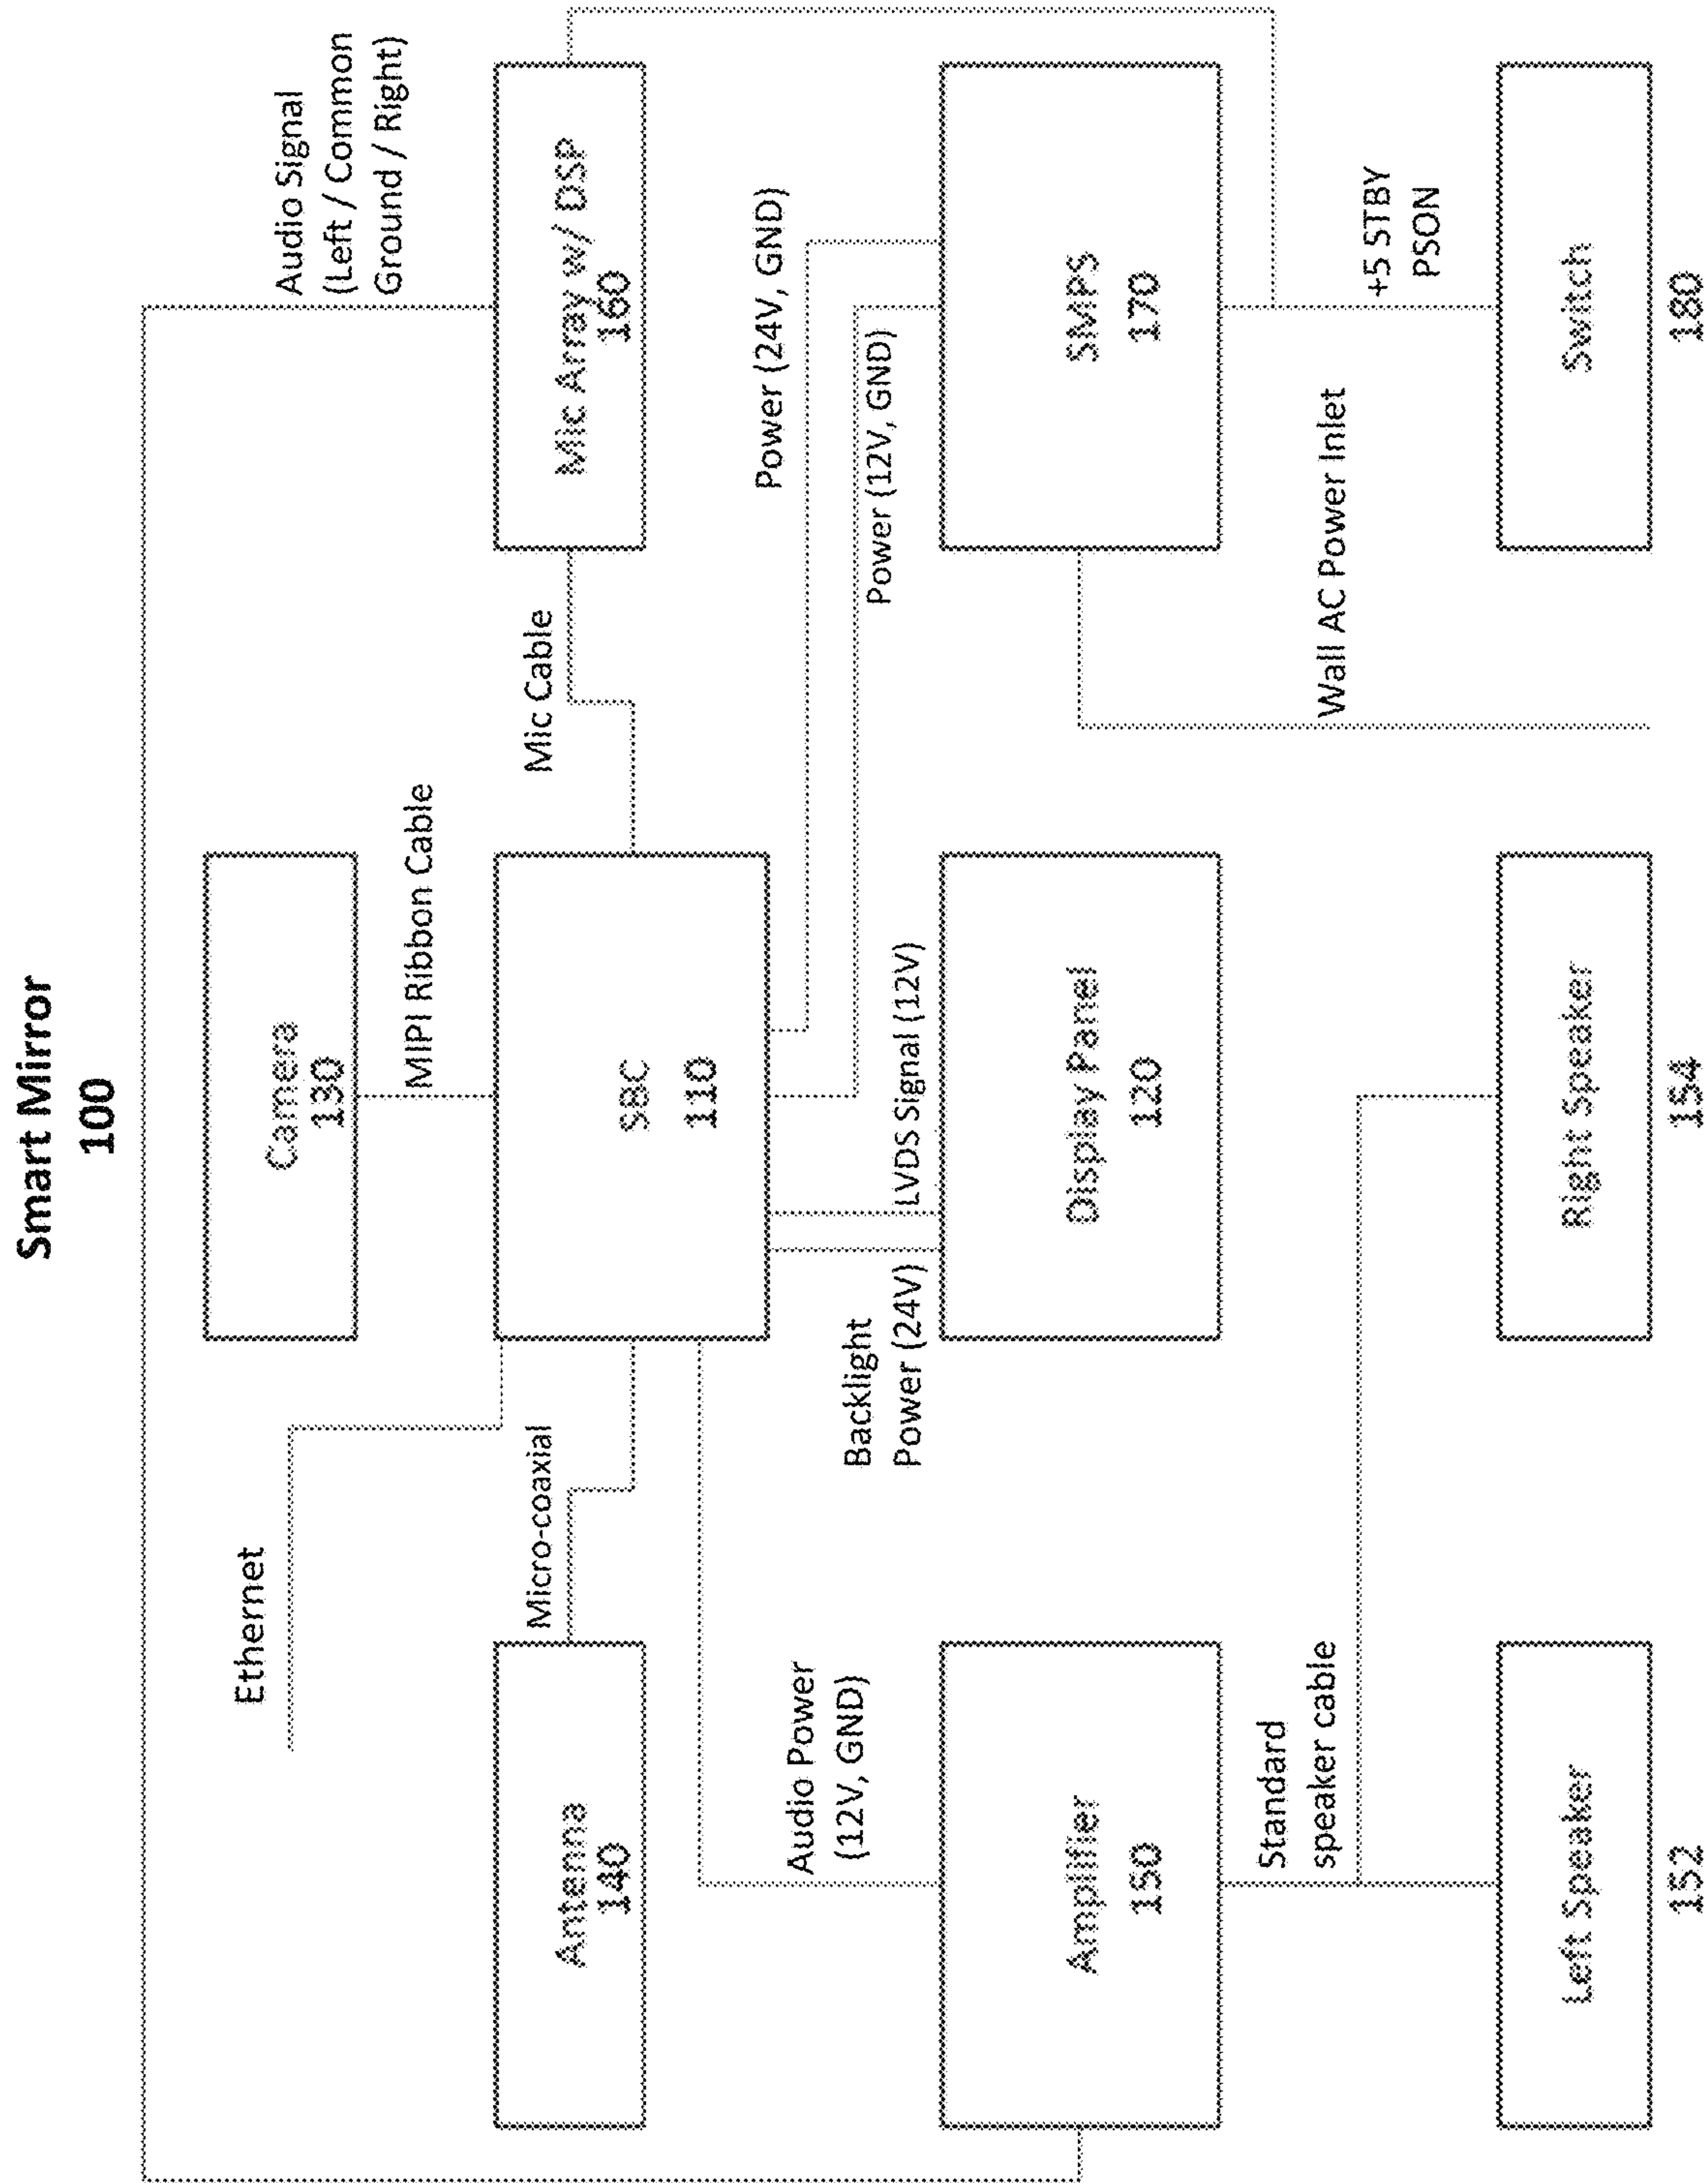 Smart Mirror
100
Audio Signal
(Left / Common
Ground / Right)
Ethernet
Camera
130
MIPI Ribbon Cable
Micro-coaxial
Mic Cable
Antenna
140
SBC
110
Mic Array w/ DSP
160
Audio Power
(12V, GND)
Backlight
Power (24V)
LVDS Signal (12V)
Power (24V, GND)
Power (12V, GND)
Amplifier
150
Display Panel
120
SMPS
170
Standard
speaker cable
Wall AC Power Inlet
+5 STBY
PSON
Left Speaker
152
Right Speaker
154
Switch
180